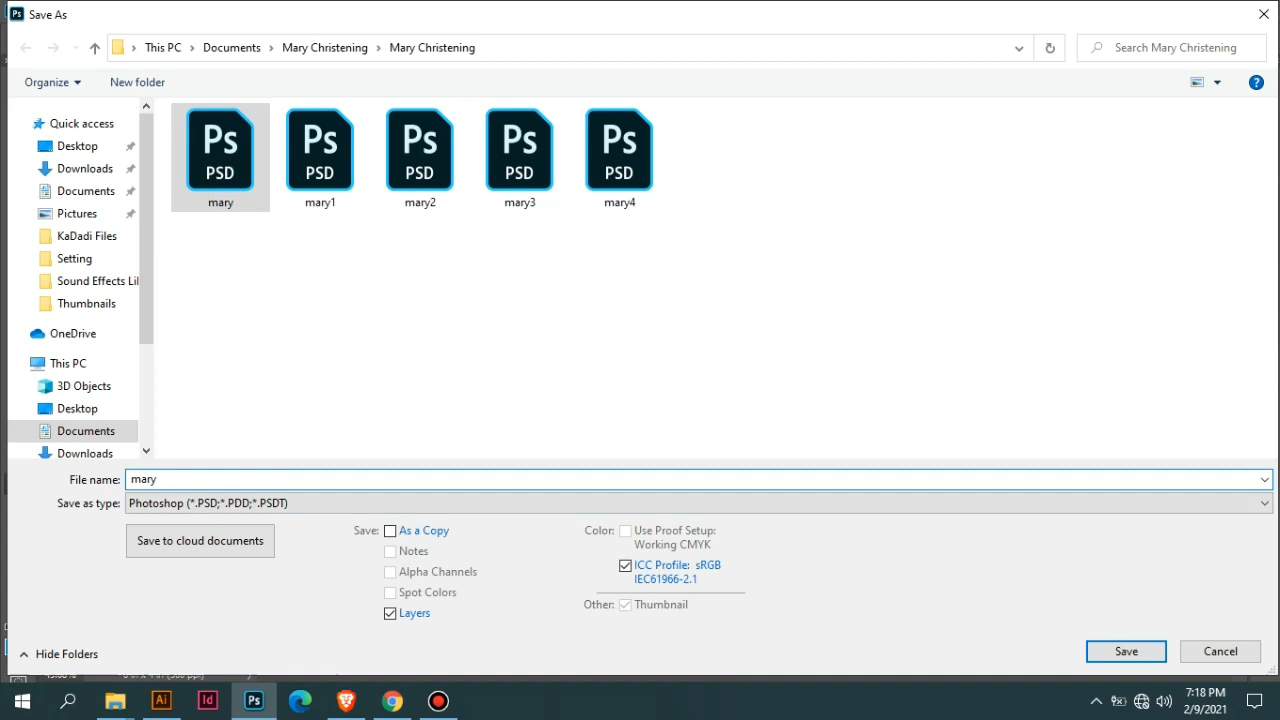 Ps Save As
This PC > Documents > Mary Christening > Mary Christening
Search Mary Christening
Organize
New folder
Quick access
Desktop
Downloads
Documents
Pictures
KaDadi Files
Setting
Sound Effects Lil
Thumbnails
OneDrive
This PC
3D Objects
Desktop
Documents
Downloads
Ps PSD mary
Ps PSD mary1
Ps PSD mary2
Ps PSD mary3
Ps PSD mary4
File name: mary
Save as type: Photoshop (*.PSD;*.PDD;*.PSDT)
Save to cloud documents
Save: As a Copy
Notes
Alpha Channels
Spot Colors
Layers
Color: Use Proof Setup:
Working CMYK
ICC Profile: sRGB
IEC61966-2.1
Other: Thumbnail
Hide Folders
Save
Cancel
Ai
Id
Ps
7:18 PM
2/9/2021